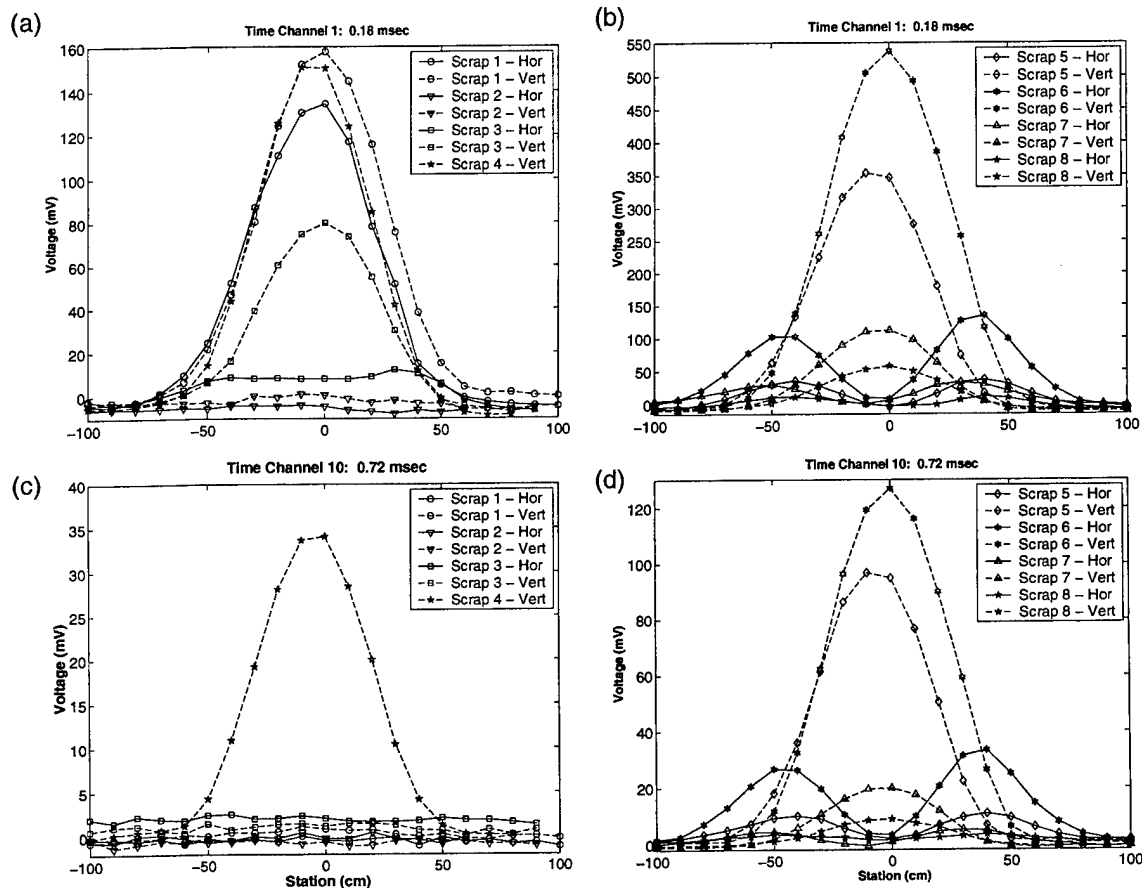 (a)
Time Channel 1: 0.18 msec
160
140
120
100
80
60
40
20
0
Voltage (mV)
-100
-50
0
50
100
Scrap 1 – Hor
Scrap 1 – Vert
Scrap 2 – Hor
Scrap 2 – Vert
Scrap 3 – Hor
Scrap 3 – Vert
Scrap 4 – Vert
(b)
Time Channel 1: 0.18 msec
550
500
450
400
350
300
250
200
150
100
50
0
Voltage (mV)
-100
-50
0
50
100
Scrap 5 – Hor
Scrap 5 – Vert
Scrap 6 – Hor
Scrap 6 – Vert
Scrap 7 – Hor
Scrap 7 – Vert
Scrap 8 – Hor
Scrap 8 – Vert
(c)
Time Channel 10: 0.72 msec
40
35
30
25
20
15
10
5
0
Voltage (mV)
-100
-50
0
50
100
Station (cm)
Scrap 1 – Hor
Scrap 1 – Vert
Scrap 2 – Hor
Scrap 2 – Vert
Scrap 3 – Hor
Scrap 3 – Vert
Scrap 4 – Vert
(d)
Time Channel 10: 0.72 msec
120
100
80
60
40
20
0
Voltage (mV)
-100
-50
0
50
100
Station (cm)
Scrap 5 – Hor
Scrap 5 – Vert
Scrap 6 – Hor
Scrap 6 – Vert
Scrap 7 – Hor
Scrap 7 – Vert
Scrap 8 – Hor
Scrap 8 – Vert